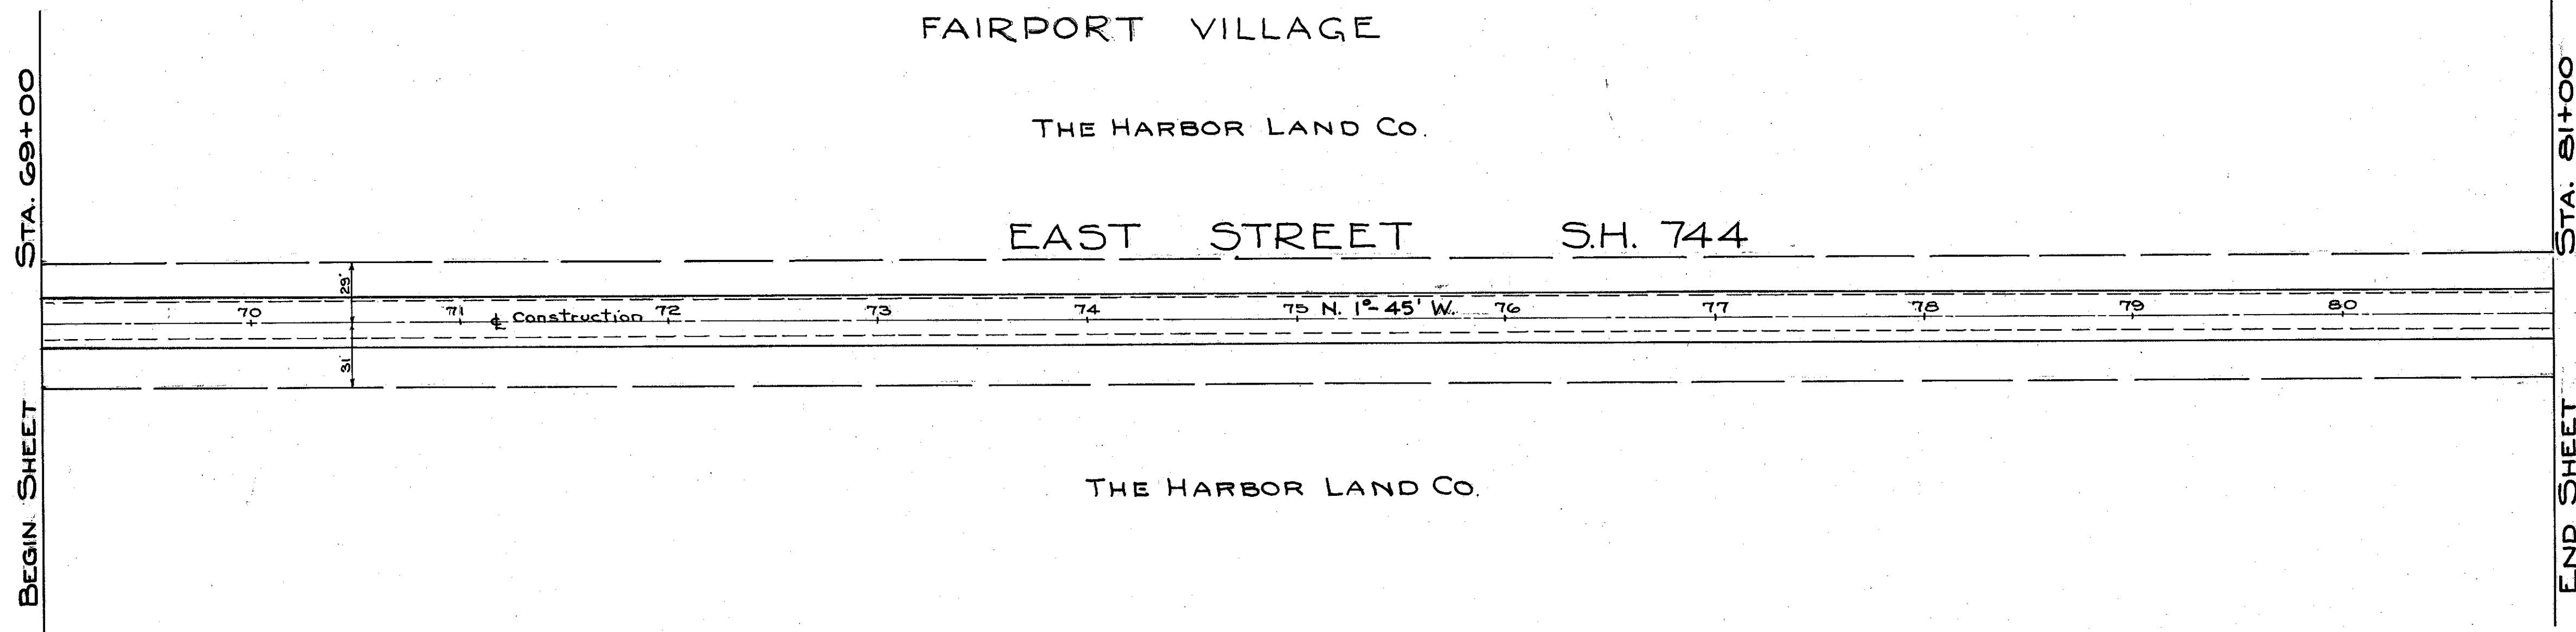 FAIRPORT VILLAGE
THE HARBOR LAND CO.
EAST STREET S.H. 744
STA. 69+00
BEGIN SHEET
29'
31'
70 71 ℄ Construction 72 73 74 75 N. 1°-45' W. 76 77 78 79 80
THE HARBOR LAND CO.
STA. 81+00
END SHEET